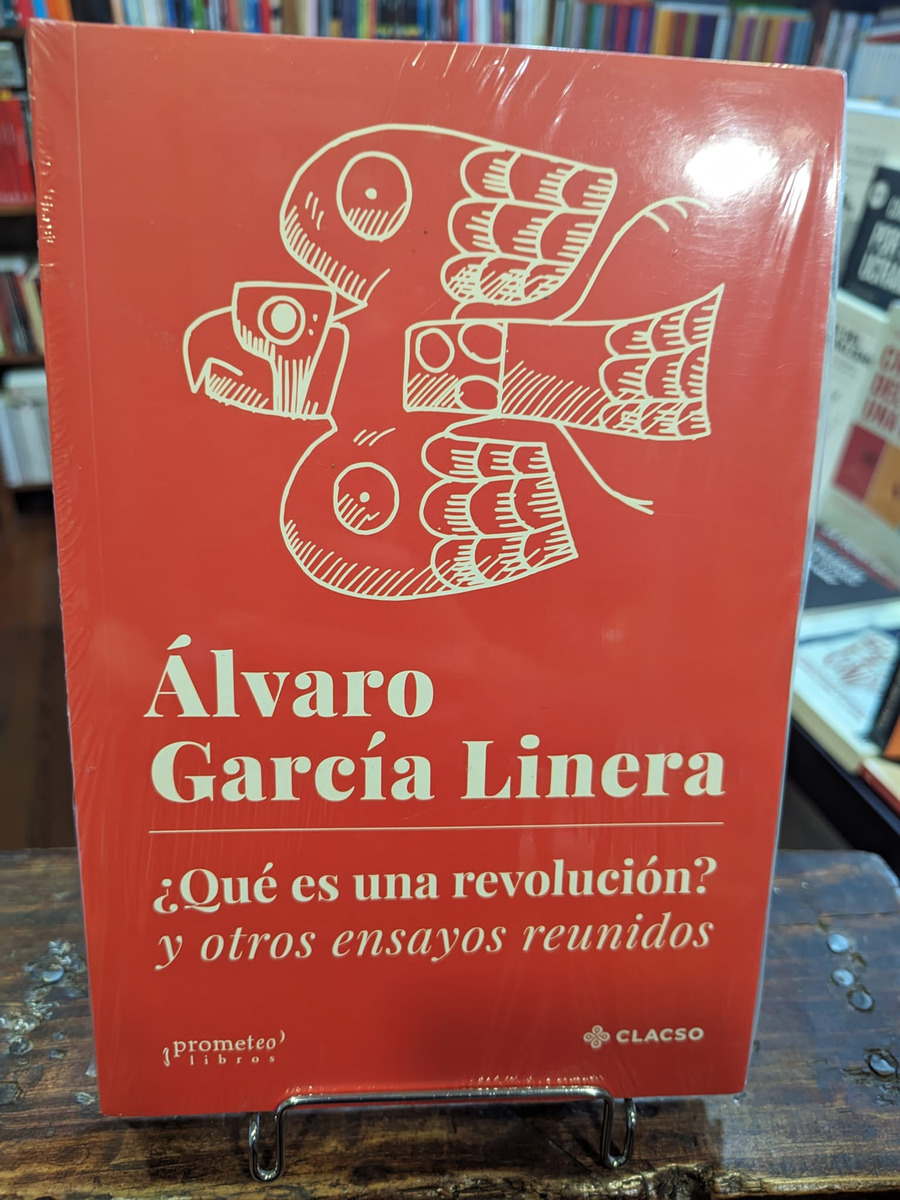 Álvaro
García Linera
¿Qué es una revolución?
y otros ensayos reunidos
prometeo
libros
CLACSO